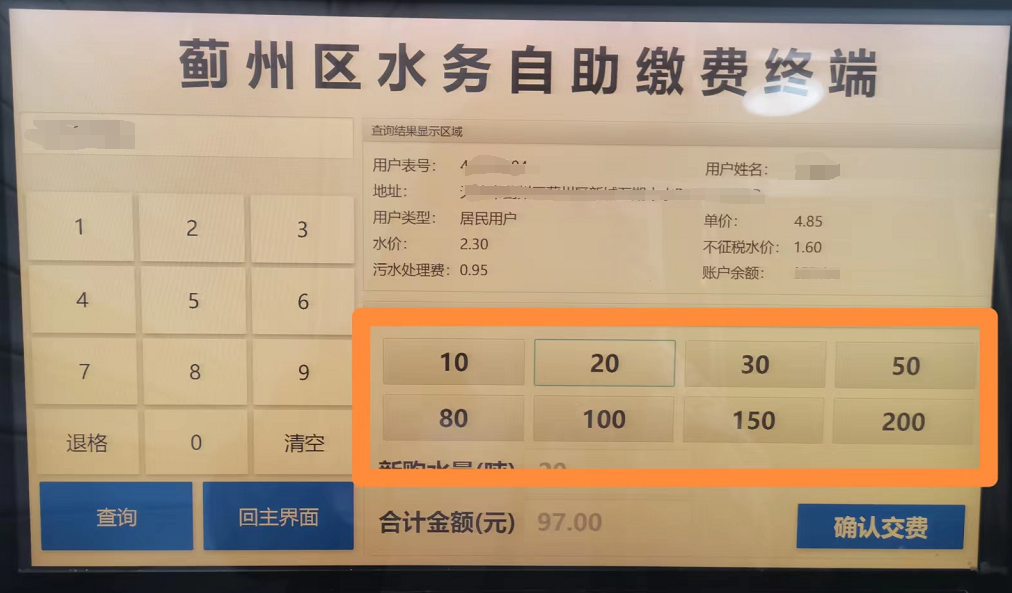 蓟州区水务自助缴费终端
查询结果显示区域
用户表号：
用户姓名：
地址：
用户类型： 居民用户
单价： 4.85
水价： 2.30
不征税水价： 1.60
污水处理费： 0.95
账户余额：
1 2 3
4 5 6
7 8 9
退格 0 清空
查询 回主界面
10 20 30 50
80 100 150 200
新购水量(吨) 20
合计金额(元) 97.00
确认交费